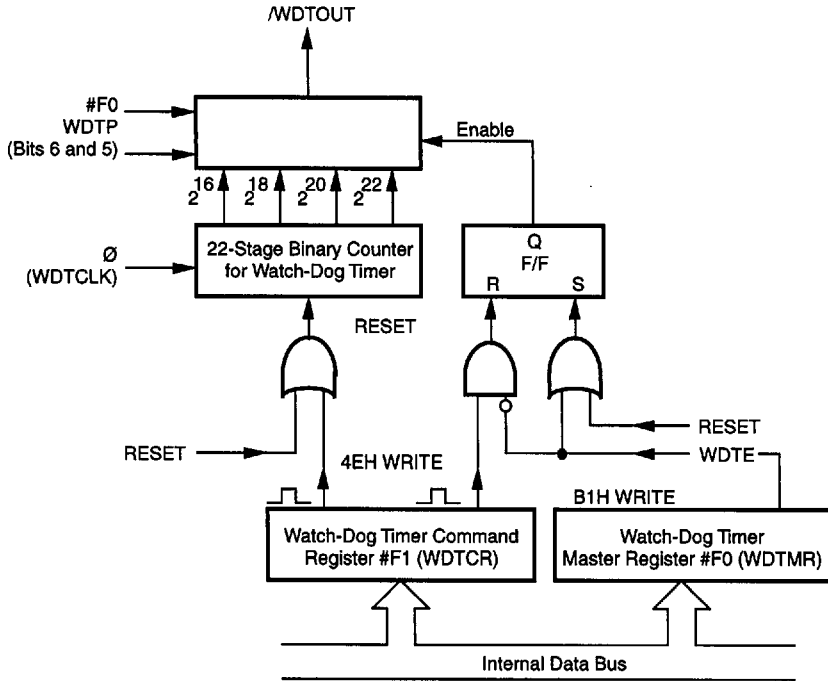 /WDTOUT
#F0
WDTP
(Bits 6 and 5)
Enable
2^16 2^18 2^20 2^22
Ø
(WDTCLK)
22-Stage Binary Counter
for Watch-Dog Timer
Q
F/F
R S
RESET
RESET
WDTE
RESET
4EH WRITE
B1H WRITE
Watch-Dog Timer Command
Register #F1 (WDTCR)
Watch-Dog Timer
Master Register #F0 (WDTMR)
Internal Data Bus